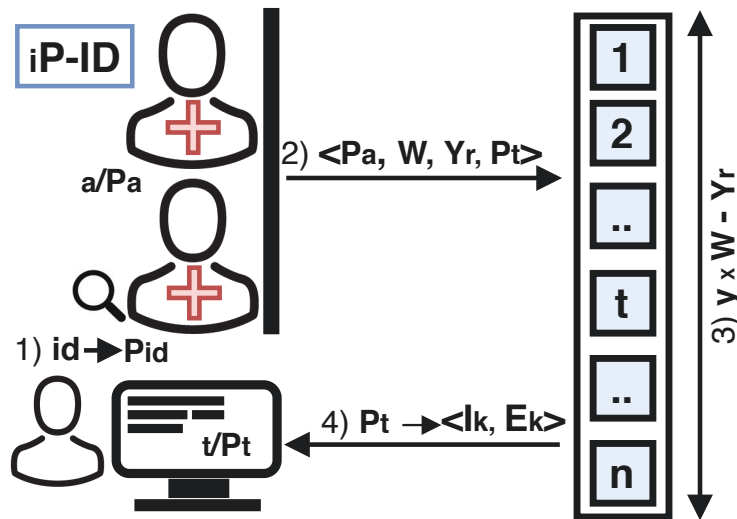 iP-ID
a/Pa
2) <Pa, W, Yr, Pt>
1) id→Pid
t/Pt
4) Pt →<Ik, Ek>
1
2
..
t
..
n
3) y x W - Yr